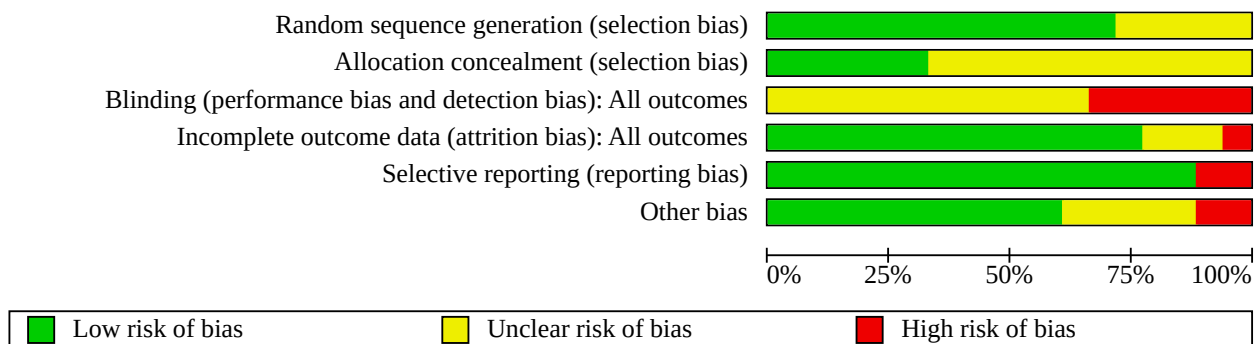 Random sequence generation (selection bias)
Allocation concealment (selection bias)
Blinding (performance bias and detection bias): All outcomes
Incomplete outcome data (attrition bias): All outcomes
Selective reporting (reporting bias)
Other bias
0% 25% 50% 75% 100%
Low risk of bias Unclear risk of bias High risk of bias